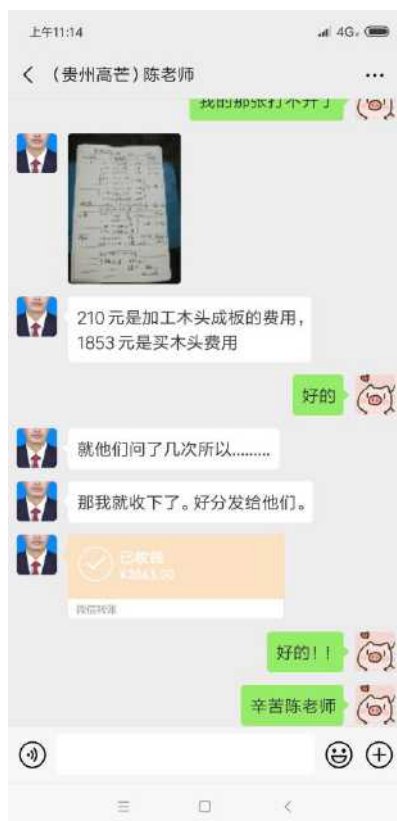 上午11:14
4G
(贵州高芒)陈老师
我的那张打不开了
210元是加工木头成板的费用，
1853元是买木头费用
好的
就他们问了几次所以.........
那我就收下了。好分发给他们。
已收钱
¥2063.00
微信转账
好的！！
辛苦陈老师